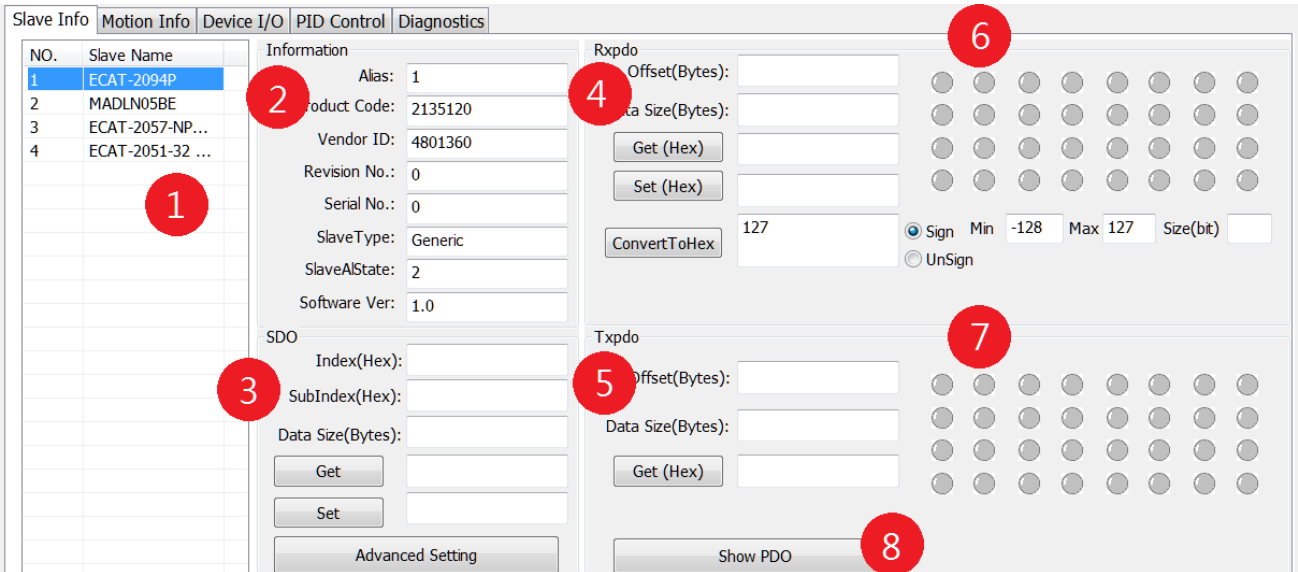 Slave Info Motion Info Device I/O PID Control Diagnostics
NO. Slave Name
1 ECAT-2094P
2 MADLN05BE
3 ECAT-2057-NP...
4 ECAT-2051-32 ...
1
Information
2
Alias: 1
roduct Code: 2135120
Vendor ID: 4801360
Revision No.: 0
Serial No.: 0
SlaveType: Generic
SlaveAlState: 2
Software Ver: 1.0
SDO
3
Index(Hex):
SubIndex(Hex):
Data Size(Bytes):
Get
Set
Advanced Setting
Rxpdo
4
6
Offset(Bytes):
ta Size(Bytes):
Get (Hex)
Set (Hex)
ConvertToHex 127 Sign Min -128 Max 127 Size(bit)
UnSign
Txpdo
5
7
Offset(Bytes):
Data Size(Bytes):
Get (Hex)
Show PDO
8